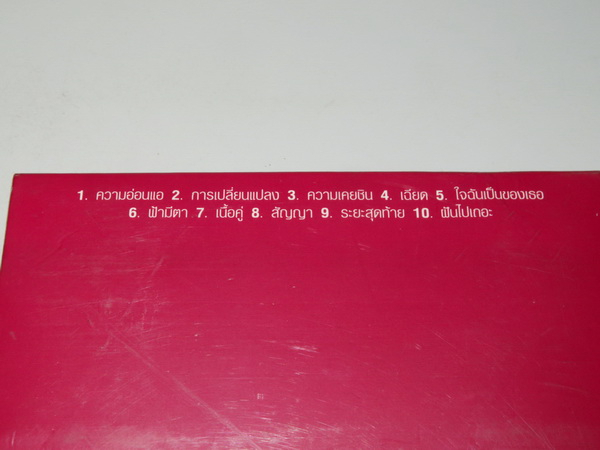 1. ความอ่อนแอ 2. การเปลี่ยนแปลง 3. ความเคยชิน 4. เฉียด 5. ใจฉันเป็นของเธอ
6. ฟ้ามีตา 7. เนื้อคู่ 8. สัญญา 9. ระยะสุดท้าย 10. ฝันไปเถอะ